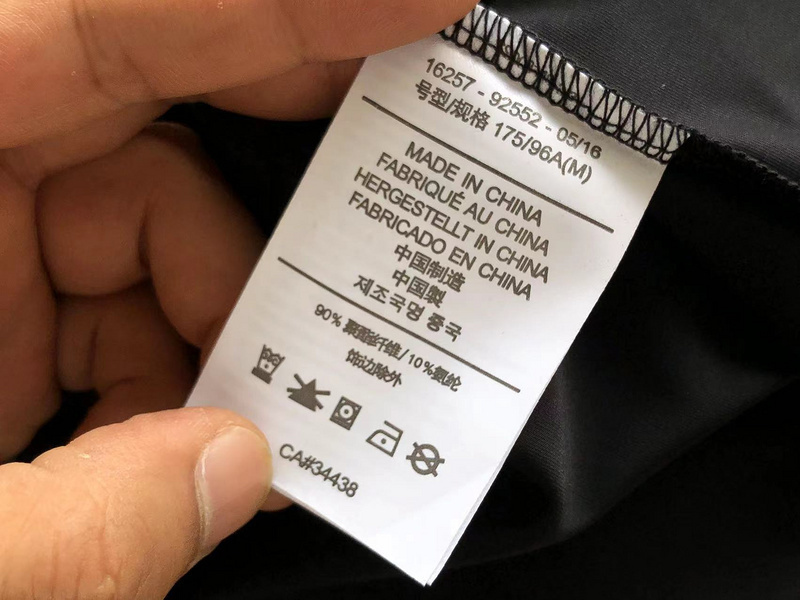 16257 - 92552 - 05/16
号型/规格 175/96A(M)
MADE IN CHINA
FABRIQUÉ AU CHINA
HERGESTELLT IN CHINA
FABRICADO EN CHINA
中国制造
中国製
제조국명 중국
90% 聚酯纤维/10%氨纶
饰边除外
CA#34438